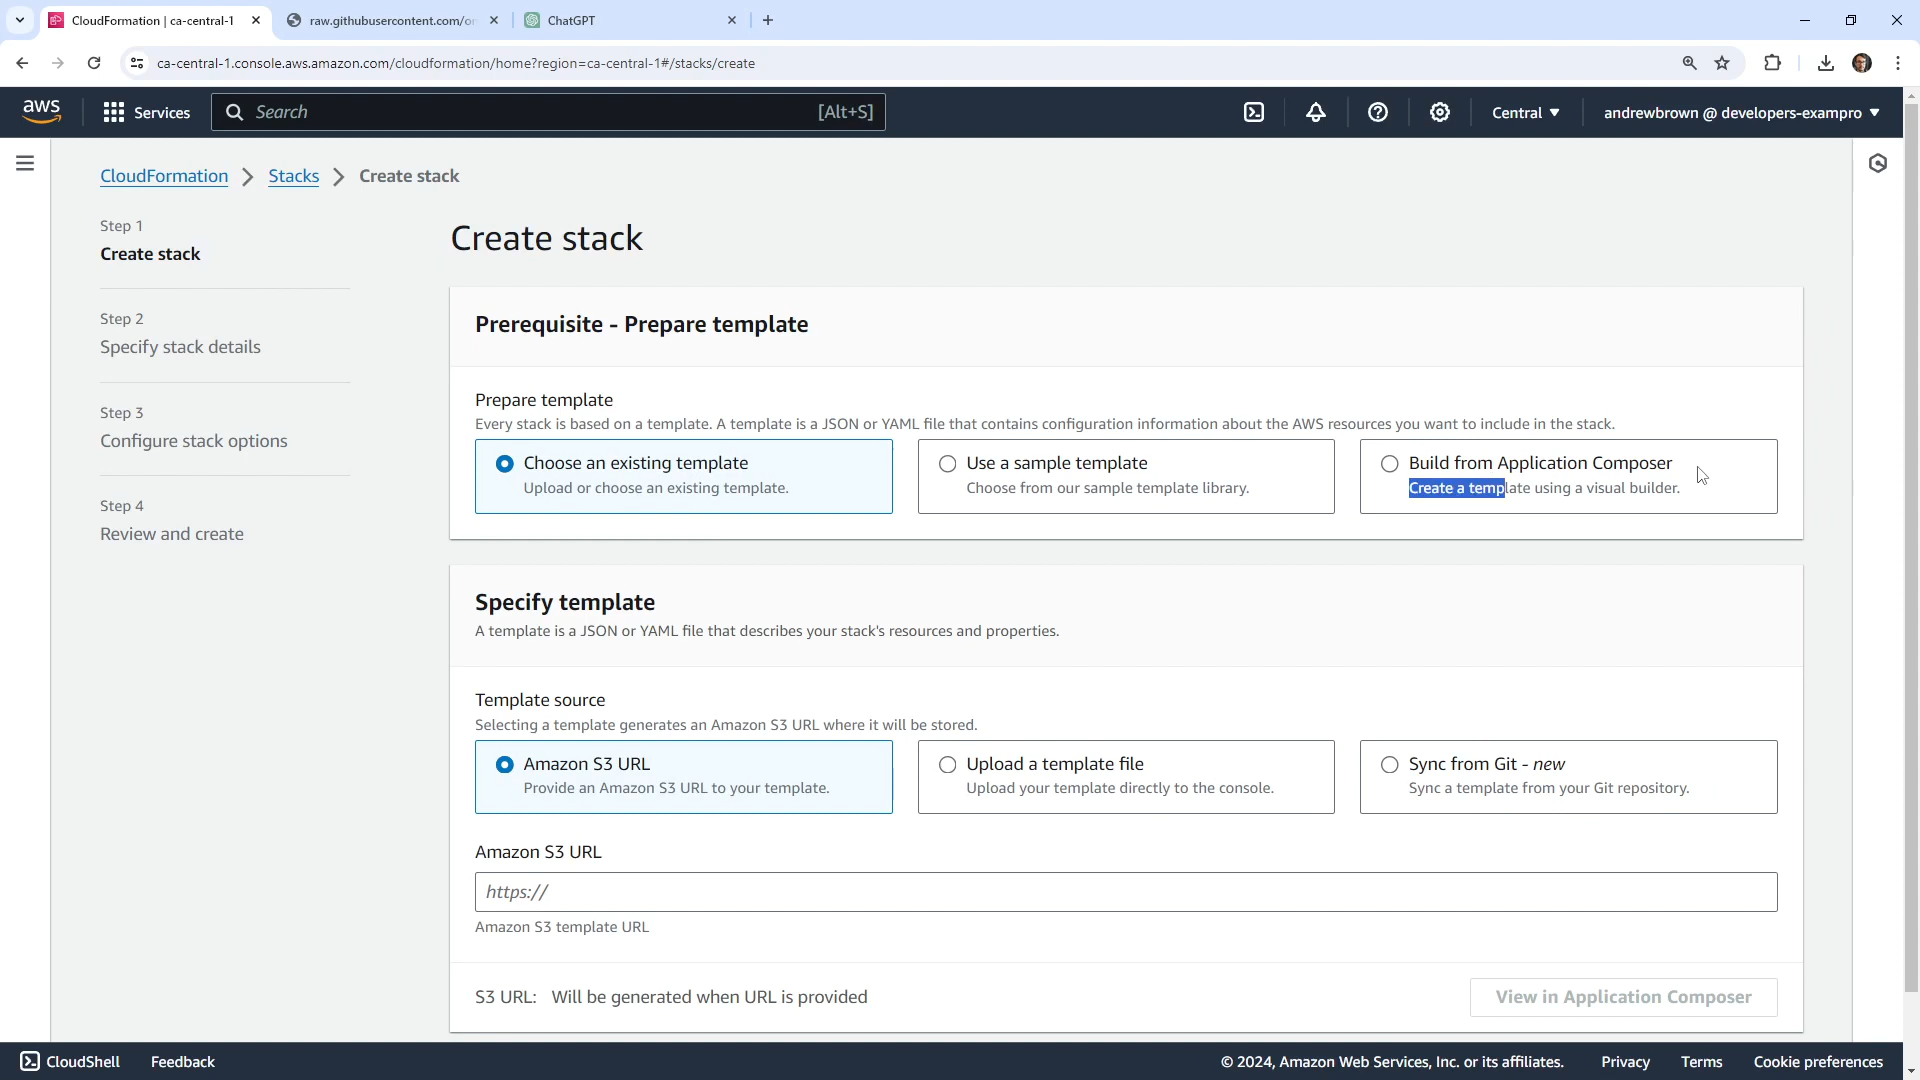 CloudFormation | ca-central-1
raw.githubusercontent.com/or
ChatGPT
ca-central-1.console.aws.amazon.com/cloudformation/home?region=ca-central-1#/stacks/create
aws
Services
Search
[Alt+S]
Central
andrewbrown @ developers-exampro
CloudFormation
Stacks
Create stack
Step 1
Create stack
Step 2
Specify stack details
Step 3
Configure stack options
Step 4
Review and create
Create stack
Prerequisite - Prepare template
Prepare template
Every stack is based on a template. A template is a JSON or YAML file that contains configuration information about the AWS resources you want to include in the stack.
Choose an existing template
Upload or choose an existing template.
Use a sample template
Choose from our sample template library.
Build from Application Composer
Create a template using a visual builder.
Specify template
A template is a JSON or YAML file that describes your stack's resources and properties.
Template source
Selecting a template generates an Amazon S3 URL where it will be stored.
Amazon S3 URL
Provide an Amazon S3 URL to your template.
Upload a template file
Upload your template directly to the console.
Sync from Git - new
Sync a template from your Git repository.
Amazon S3 URL
https://
Amazon S3 template URL
S3 URL: Will be generated when URL is provided
View in Application Composer
CloudShell
Feedback
© 2024, Amazon Web Services, Inc. or its affiliates.
Privacy
Terms
Cookie preferences